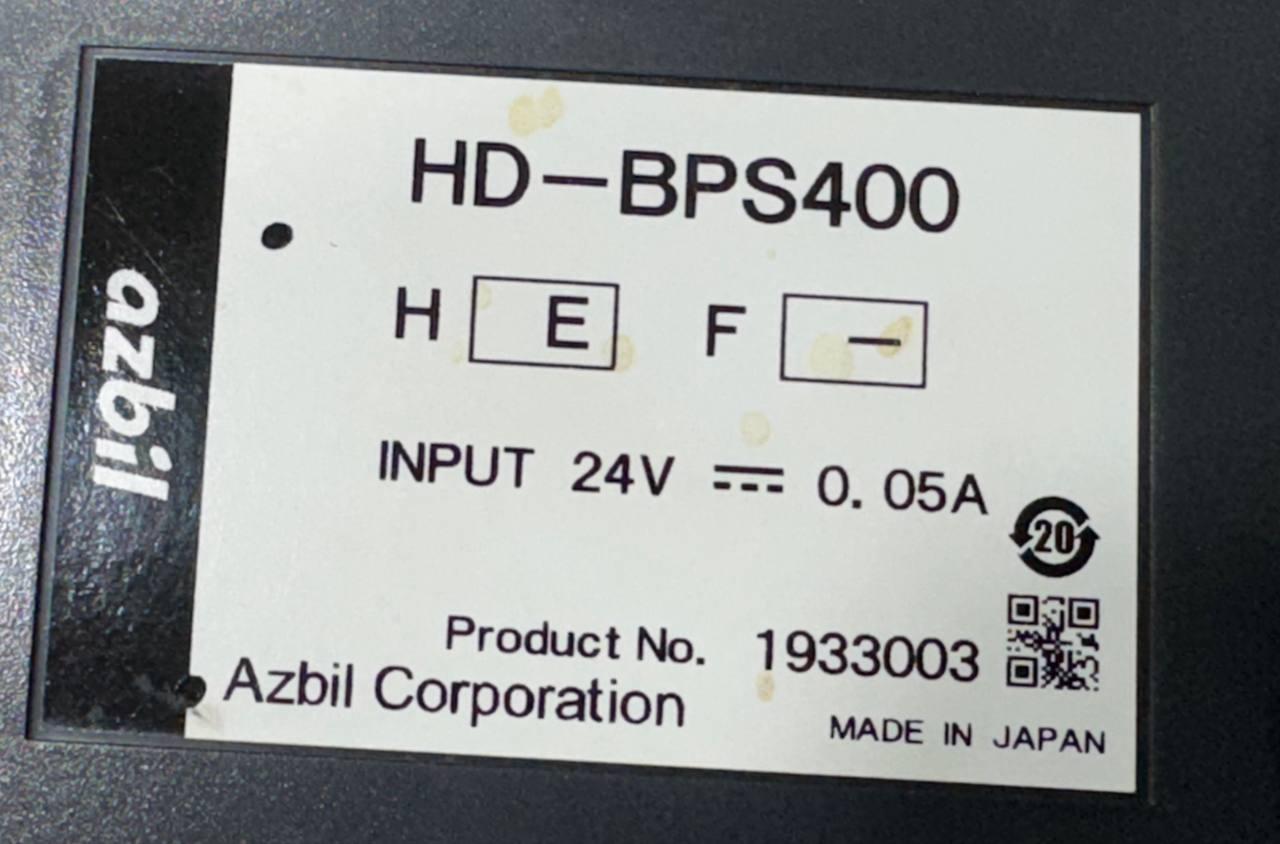 azbil
HD-BPS400
H E F —
INPUT 24V ⎓ 0. 05A
20
Product No. 1933003
Azbil Corporation
MADE IN JAPAN